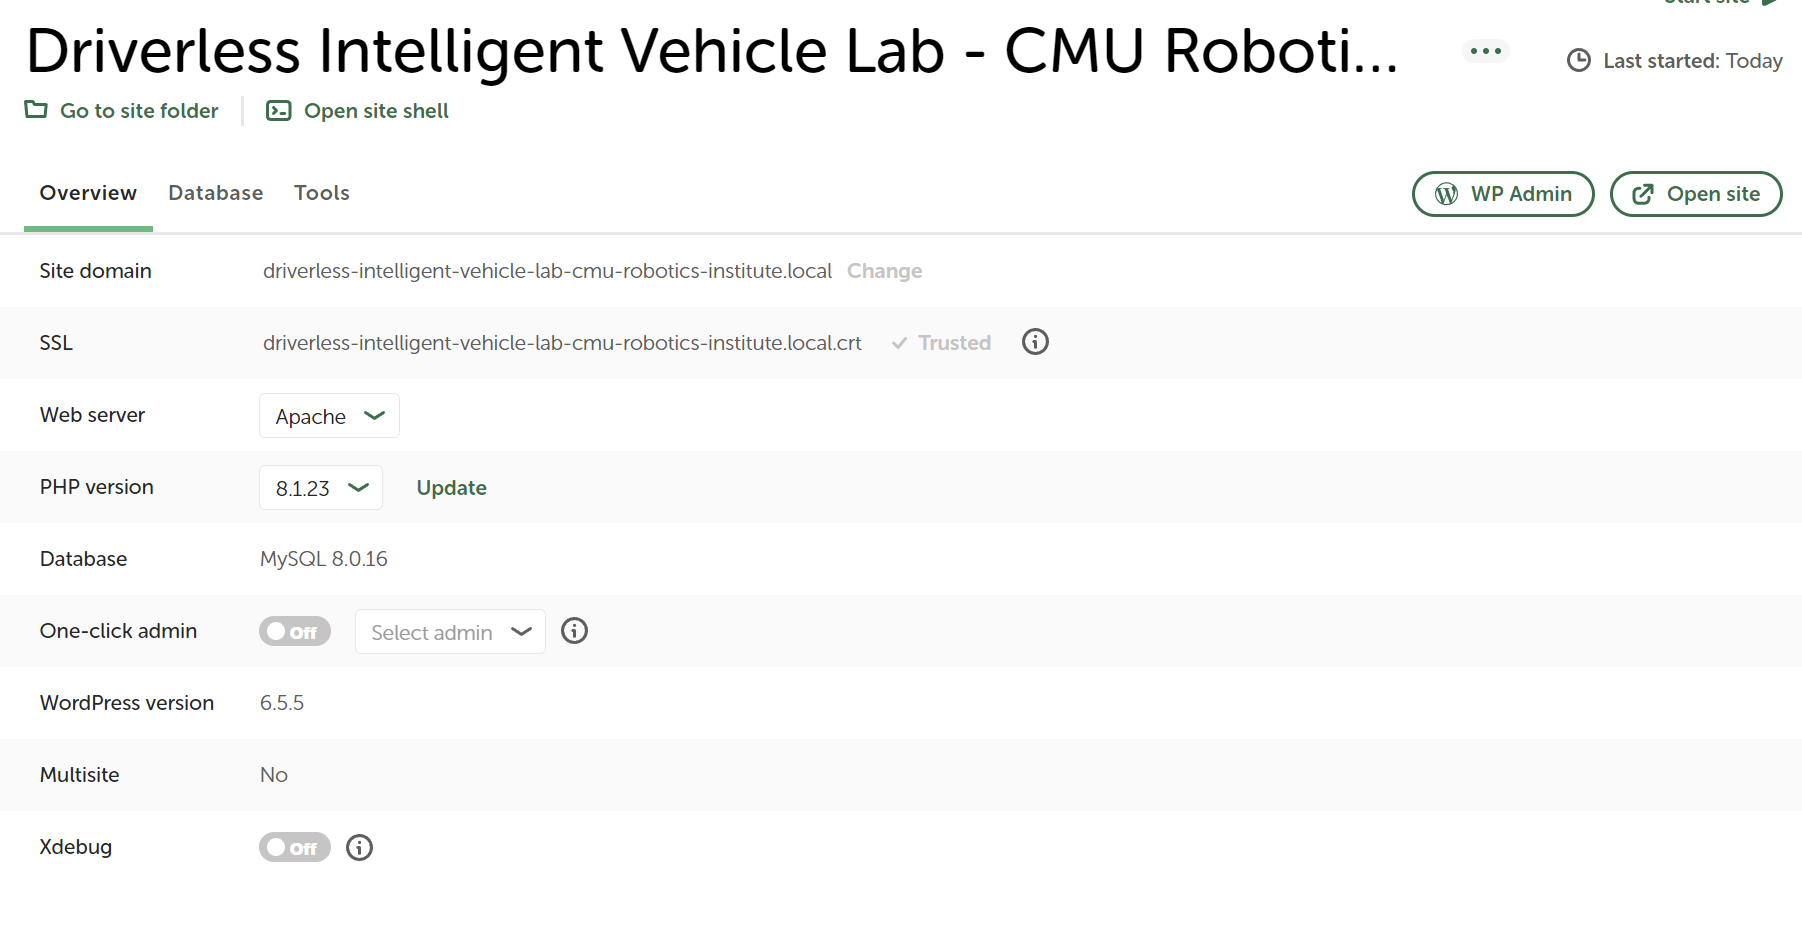 Start site
Driverless Intelligent Vehicle Lab - CMU Roboti...
Last started: Today
Go to site folder
Open site shell
Overview Database Tools
WP Admin
Open site
Site domain driverless-intelligent-vehicle-lab-cmu-robotics-institute.local Change
SSL driverless-intelligent-vehicle-lab-cmu-robotics-institute.local.crt Trusted
Web server Apache
PHP version 8.1.23 Update
Database MySQL 8.0.16
One-click admin Off Select admin
WordPress version 6.5.5
Multisite No
Xdebug Off